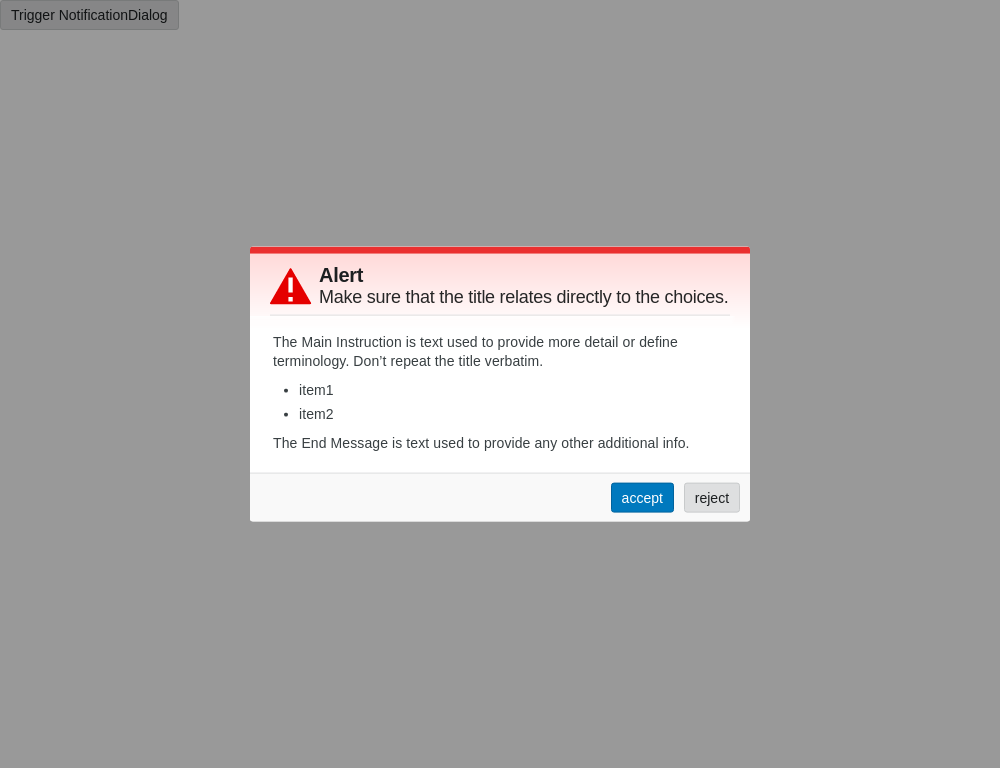 Trigger NotificationDialog
Alert
Make sure that the title relates directly to the choices.
The Main Instruction is text used to provide more detail or define
terminology. Don’t repeat the title verbatim.
• item1
• item2
The End Message is text used to provide any other additional info.
accept reject